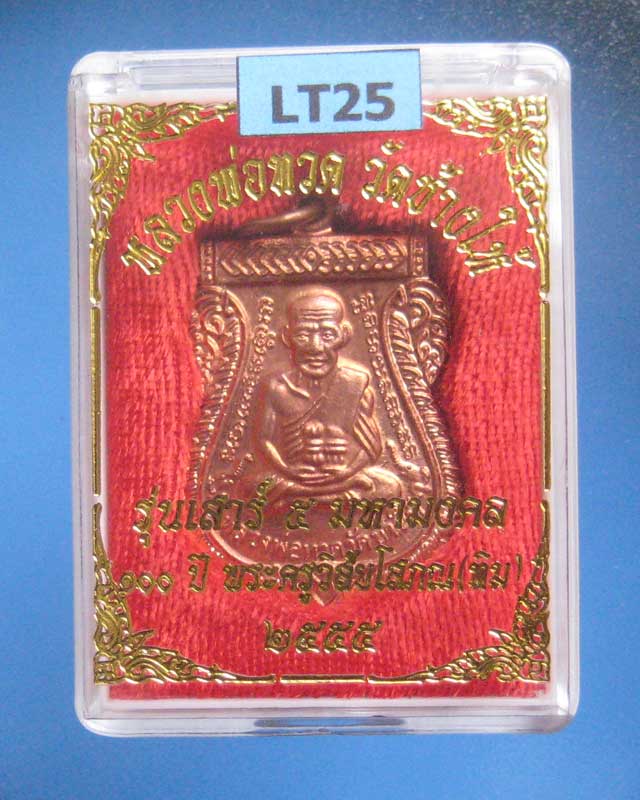 LT25
หลวงพ่อทวด วัดช้างให้
รุ่นเสาร์ ๕ มหามงคล
๑๐๐ ปี พระครูวิสัยโสภณ(ทิม)
๒๕๕๕